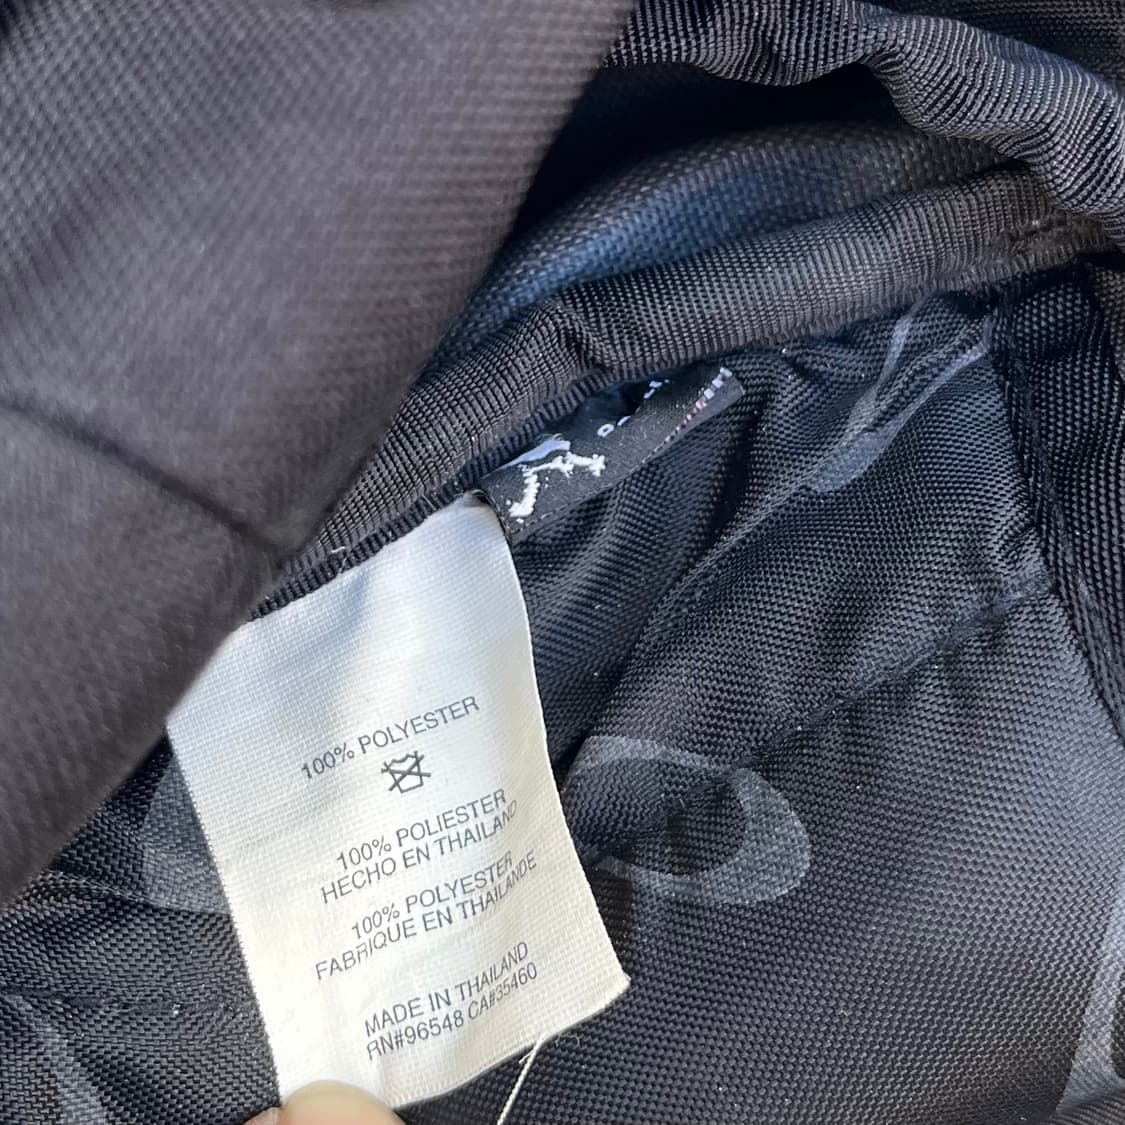 100% POLYESTER
100% POLIESTER
HECHO EN THAILAND
100% POLYESTER
FABRIQUE EN THAILANDE
MADE IN THAILAND
RN#96548 CA#35460